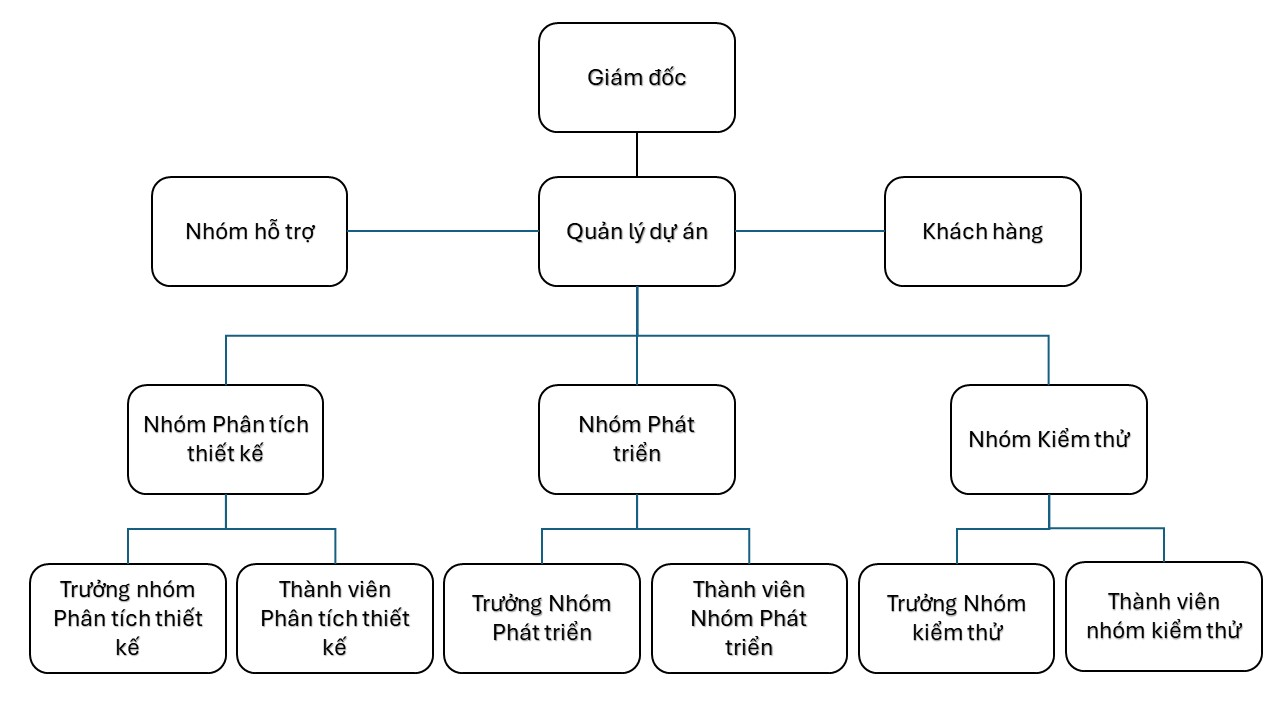 Giám đốc
Nhóm hỗ trợ
Quản lý dự án
Khách hàng
Nhóm Phân tích
thiết kế
Nhóm Phát
triển
Nhóm Kiểm thử
Trưởng nhóm
Phân tích thiết
kế
Thành viên
Phân tích thiết
kế
Trưởng Nhóm
Phát triển
Thành viên
Nhóm Phát
triển
Trưởng Nhóm
kiểm thử
Thành viên
nhóm kiểm thử